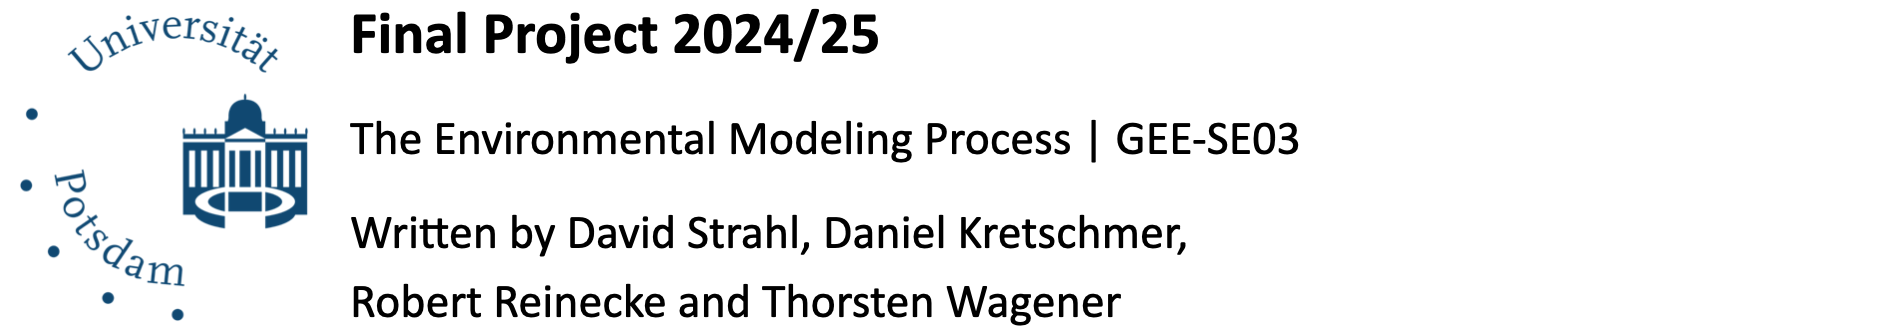 Universität
Potsdam
Final Project 2024/25
The Environmental Modeling Process | GEE-SE03
Written by David Strahl, Daniel Kretschmer,
Robert Reinecke and Thorsten Wagener